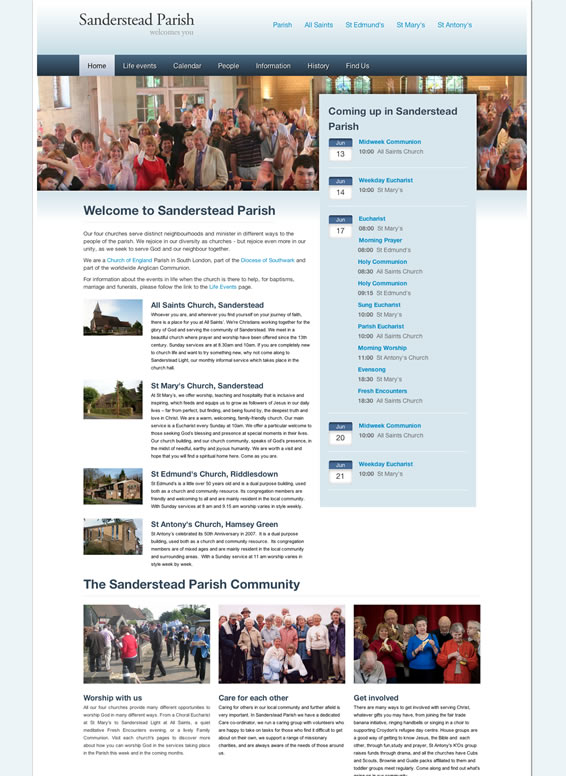 Sanderstead Parish
welcomes you
Parish All Saints St Edmund's St Mary's St Antony's
Home Life events Calendar People Information History Find Us
Coming up in Sanderstead
Parish
Jun
13
Midweek Communion
10:00 All Saints Church
Jun
14
Weekday Eucharist
10:00 St Mary's
Jun
17
Eucharist
08:00 St Mary's
Morning Prayer
08:00 St Edmund's
Holy Communion
08:30 All Saints Church
Holy Communion
09:15 St Edmund's
Sung Eucharist
10:00 St Mary's
Parish Eucharist
10:00 All Saints Church
Morning Worship
11:00 St Antony's Church
Evensong
18:30 St Mary's
Fresh Encounters
18:30 All Saints Church
Jun
20
Midweek Communion
10:00 All Saints Church
Jun
21
Weekday Eucharist
10:00 St Mary's
Welcome to Sanderstead Parish
Our four churches serve distinct neighbourhoods and minister in different ways to the
people of the parish. We rejoice in our diversity as churches - but rejoice even more in our
unity, as we seek to serve God and our neighbour together.
We are a Church of England Parish in South London, part of the Diocese of Southwark and
part of the worldwide Anglican Communion.
For information about the events in life when the church is there to help, for baptisms,
marriage and funerals, please follow the link to the Life Events page.
All Saints Church, Sanderstead
Whoever you are, and wherever you find yourself on your journey of faith,
there is a place for you at All Saints'. We're Christians working together for the
glory of God and serving the community of Sanderstead. We meet in a
beautiful church where prayer and worship have been offered since the 13th
century. Sunday services are at 8.30am and 10am. If you are completely new
to church life and want to try something new, why not come along to
Sanderstead Light, our monthly informal service which takes place in the
church hall.
St Mary's Church, Sanderstead
At St Mary's, we offer worship, teaching and hospitality that is inclusive and
inspiring, which feeds and equips us to grow as followers of Jesus in our daily
lives – far from perfect, but finding, and being found by, the deepest truth and
love in Christ. We are a warm, welcoming, family-friendly church. Our main
service is a Eucharist every Sunday at 10am. We offer a particular welcome to
those seeking God's blessing and presence at special moments in their lives.
Our church building, and our church community, speaks of God's presence, in
the midst of needful, earthy and joyous humanity. We are worth a visit and
hope that you will find a spiritual home here. Come as you are.
St Edmund's Church, Riddlesdown
St Edmund's is a little over 50 years old and is a dual purpose building, used
both as a church and community resource. Its congregation members are
friendly and welcoming to all and are mainly resident in the local community.
With Sunday services at 8 am and 9.15 am worship varies in style weekly.
St Antony's Church, Hamsey Green
St Antony's celebrated its 50th Anniversary in 2007. It is a dual purpose
building, used both as a church and community resource. Its congregation
members are of mixed ages and are mainly resident in the local community
and surrounding areas. With a Sunday service at 11 am worship varies in
style week by week.
The Sanderstead Parish Community
Worship with us
All our four churches provide many different opportunities to
worship God in many different ways. From a Choral Eucharist
at St Mary's to Sanderstead Light at All Saints, a quiet
meditative Fresh Encounters evening, or a lively Family
Communion. Visit each church's pages to discover more
about how you can worship God in the services taking place
in the Parish this week and in the coming months.
Care for each other
Caring for others in our local community and further afield is
very important. In Sanderstead Parish we have a dedicated
Care co-ordinator, we run a caring group with volunteers who
are happy to take on tasks for those who find it difficult to get
about on their own, we support a range of missionary
charities, and are always aware of the needs of those around
us.
Get involved
There are many ways to get involved with serving Christ,
whatever gifts you may have, from joining the fair trade
banana initiative, ringing handbells or singing in a choir to
supporting Croydon's refugee day centre. House groups are
a good way of getting to know Jesus, the Bible and each
other, through fun,study and prayer, St Antony's K!O!s group
raises funds through drama, and all the churches have Cubs
and Scouts, Brownie and Guide packs affiliated to them and
toddler groups meet regularly. Come along and find out what's